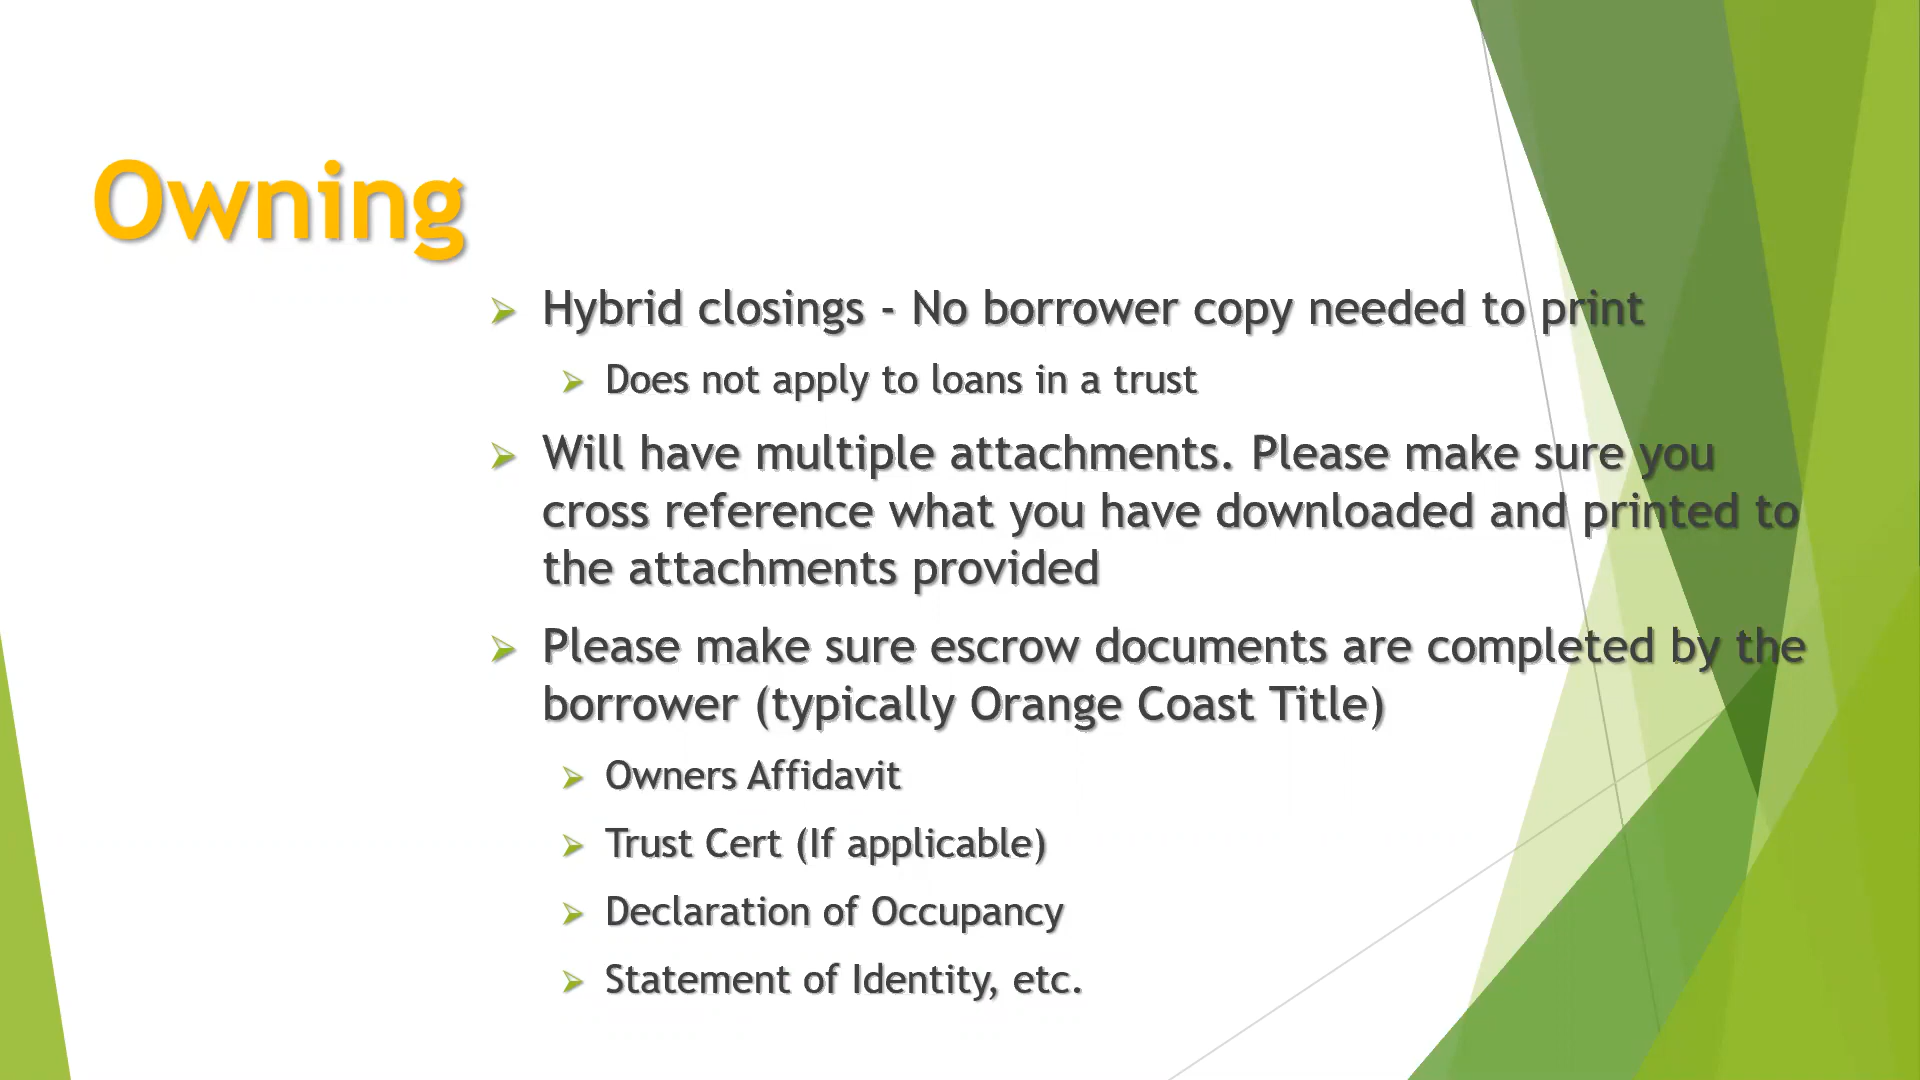 Owning
Hybrid closings - No borrower copy needed to print
Does not apply to loans in a trust
Will have multiple attachments. Please make sure you
cross reference what you have downloaded and printed to
the attachments provided
Please make sure escrow documents are completed by the
borrower (typically Orange Coast Title)
Owners Affidavit
Trust Cert (If applicable)
Declaration of Occupancy
Statement of Identity, etc.